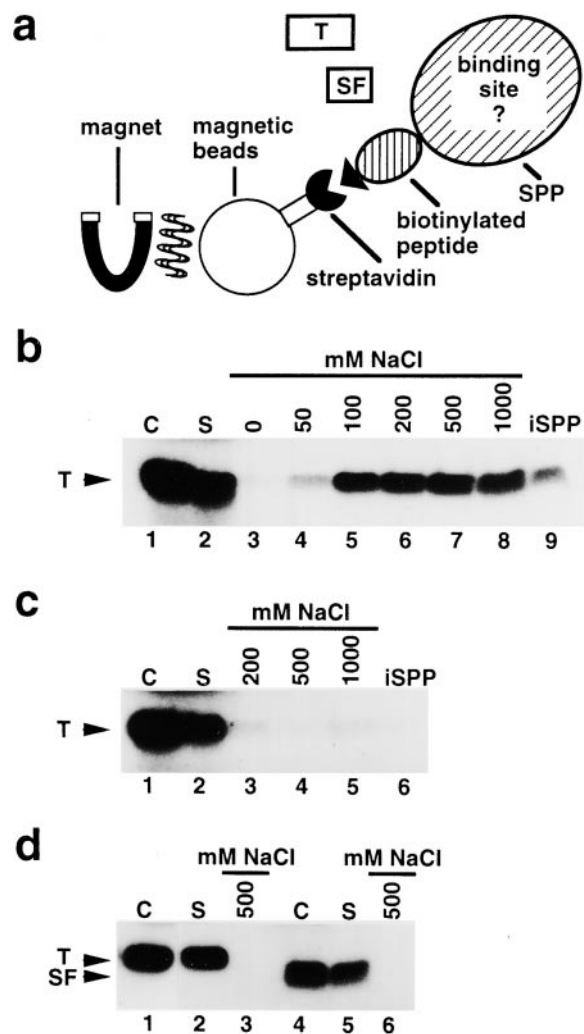 a
T
SF
binding
site
?
magnet
magnetic
beads
SPP
biotinylated
peptide
streptavidin
b
mM NaCl
C S 0 50 100 200 500 1000 iSPP
T
1 2 3 4 5 6 7 8 9
c
mM NaCl
C S 200 500 1000 iSPP
T
1 2 3 4 5 6
d
mM NaCl mM NaCl
C S 500 C S 500
T
SF
1 2 3 4 5 6